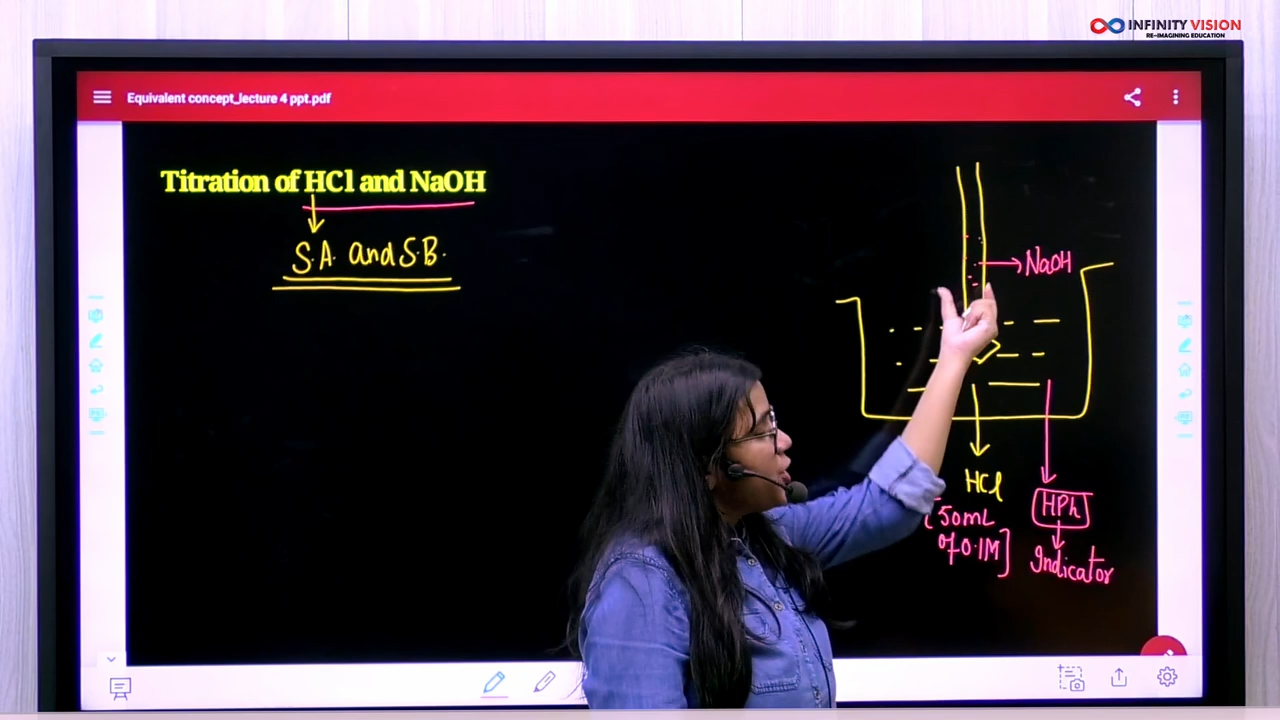 INFINITY VISION
RE-IMAGINING EDUCATION
Equivalent concept_lecture 4 ppt.pdf
Titration of HCl and NaOH
S.A. and S.B.
NaOH
HCl
[50mL
of 0.1M]
HPh
Indicator